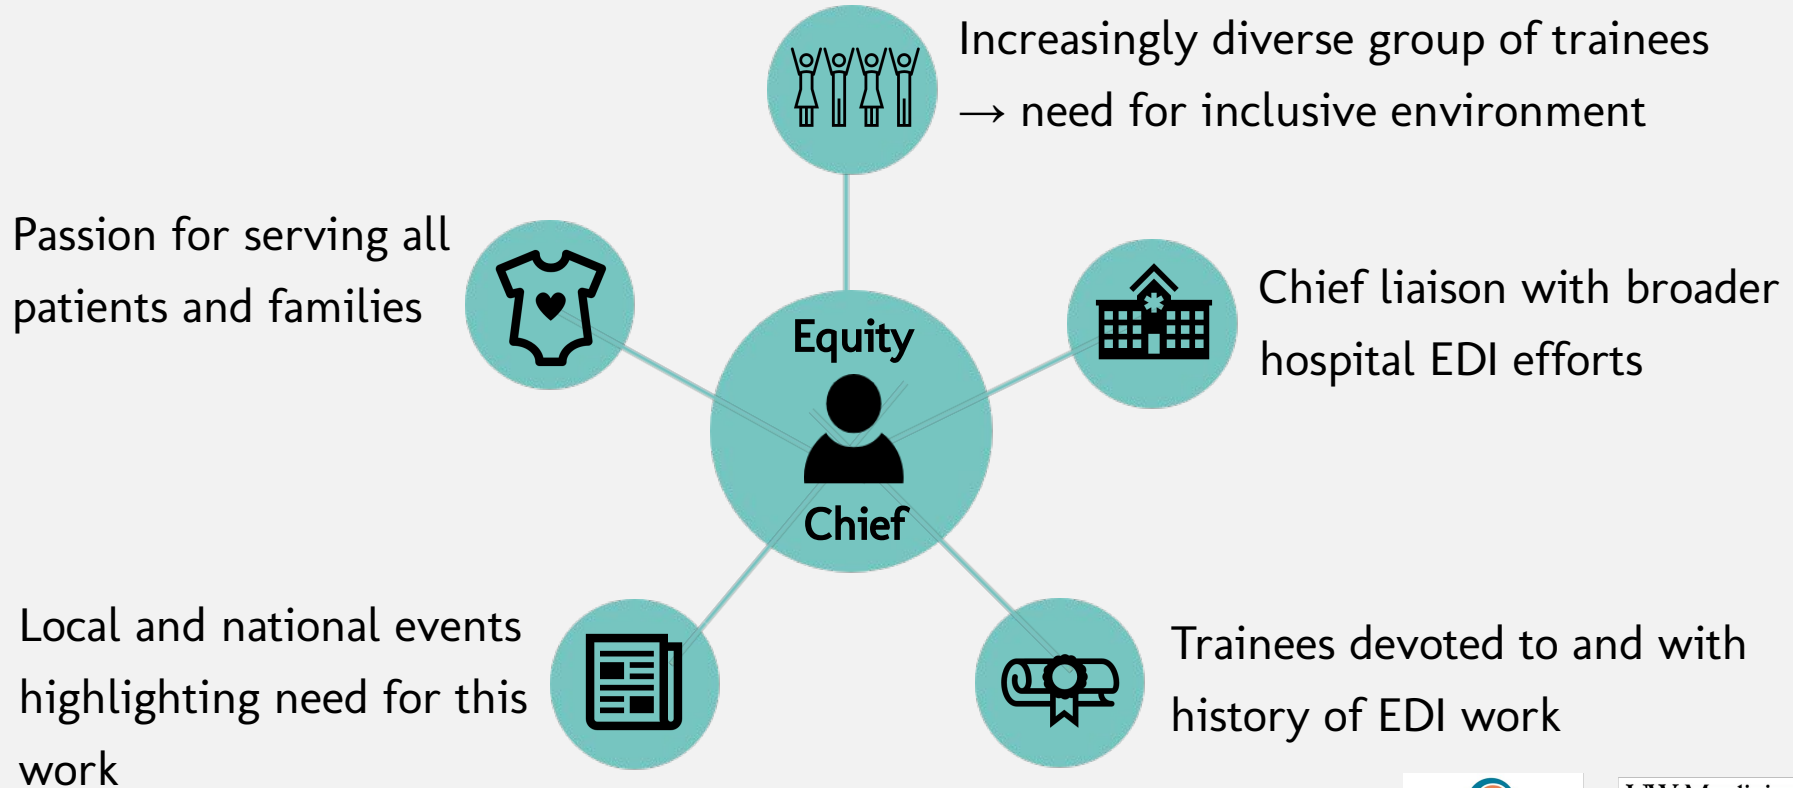 Increasingly diverse group of trainees
→ need for inclusive environment
Passion for serving all
patients and families
Chief liaison with broader
hospital EDI efforts
Equity
Chief
Local and national events
highlighting need for this
work
Trainees devoted to and with
history of EDI work